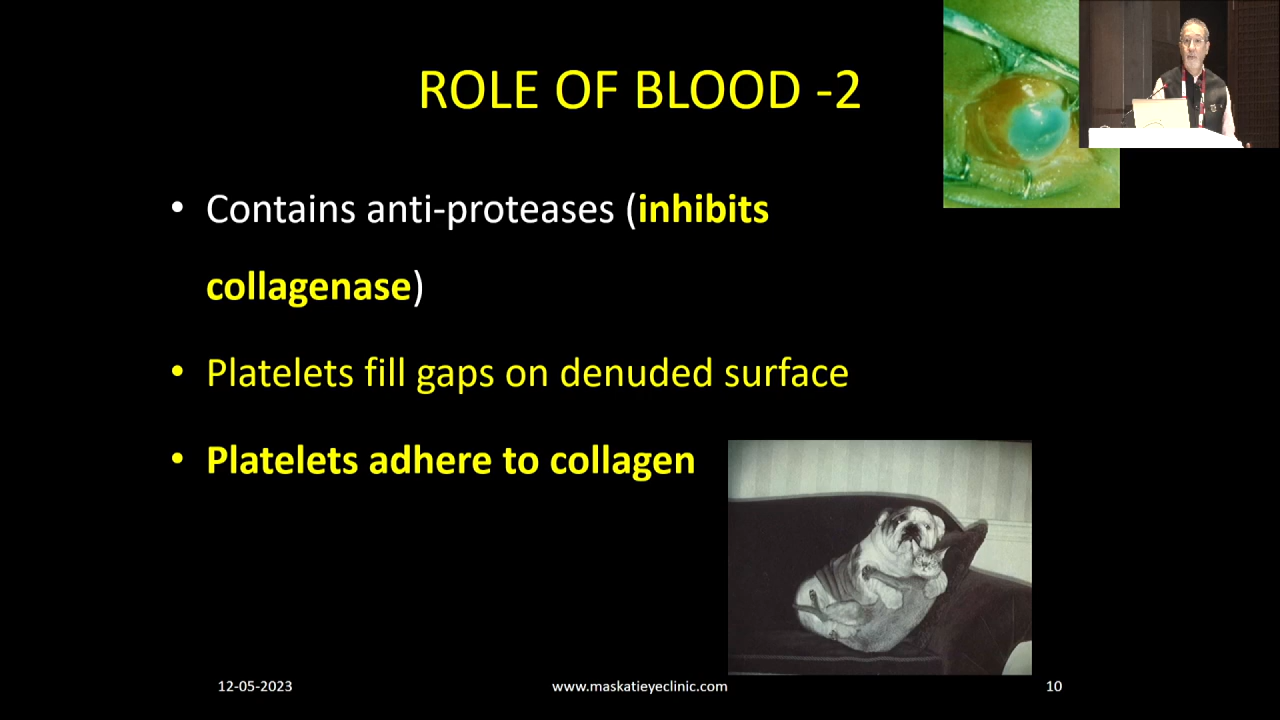 ROLE OF BLOOD -2
• Contains anti-proteases (inhibits
collagenase)
• Platelets fill gaps on denuded surface
• Platelets adhere to collagen
12-05-2023
www.maskatieyeclinic.com
10